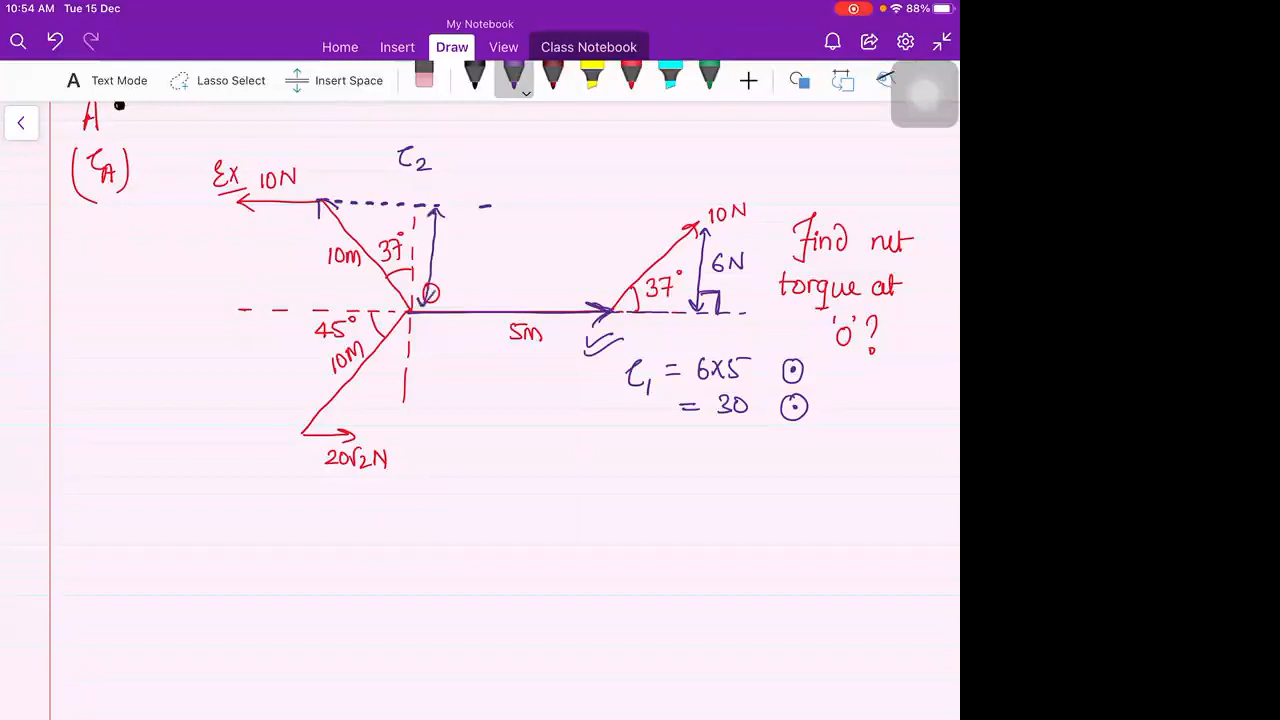 10:54 AM Tue 15 Dec
88%
My Notebook
Home Insert Draw View Class Notebook
A Text Mode Lasso Select Insert Space
A
(τA)
Ex 10N
τ2
10m 37°
O
45°
10M
20√2N
5m
10N
6N
37°
Find net
torque at
'O'?
τ1 = 6×5 ⊙
= 30 ⊙